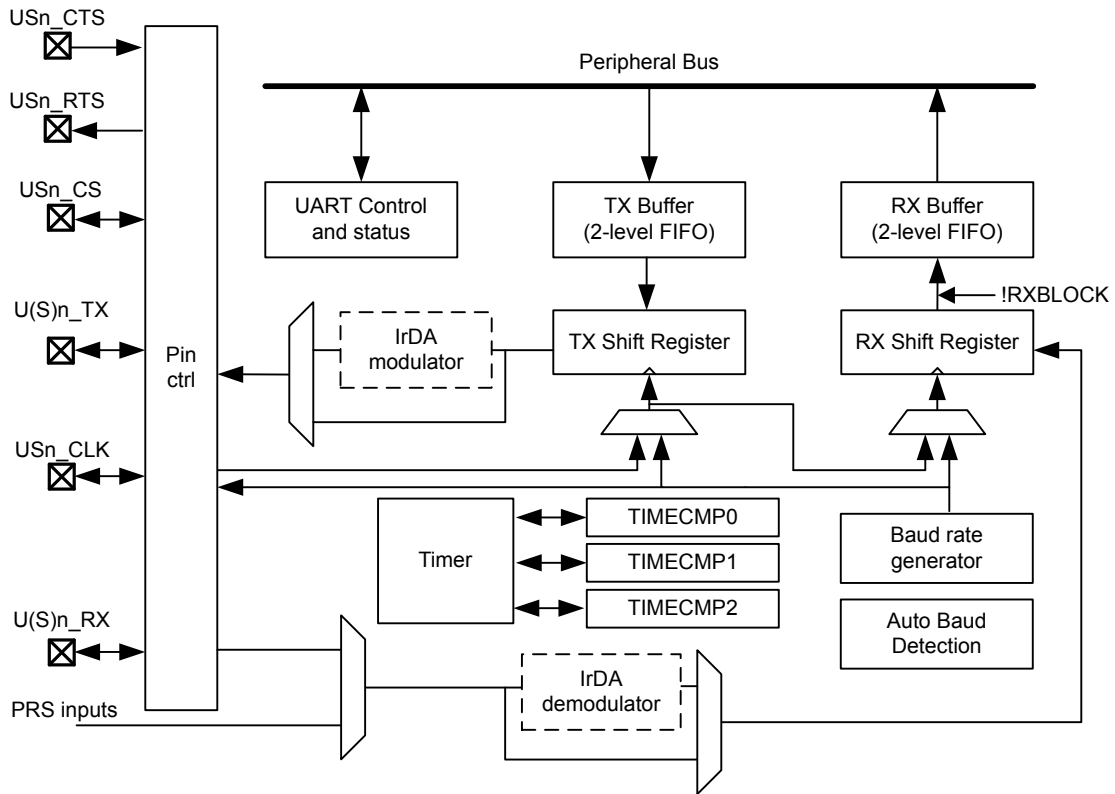 USn_CTS
Peripheral Bus
USn_RTS
USn_CS
UART Control
and status
TX Buffer
(2-level FIFO)
RX Buffer
(2-level FIFO)
!RXBLOCK
U(S)n_TX
IrDA
modulator
TX Shift Register
RX Shift Register
Pin
ctrl
USn_CLK
Timer
TIMECMP0
TIMECMP1
TIMECMP2
Baud rate
generator
Auto Baud
Detection
U(S)n_RX
PRS inputs
IrDA
demodulator